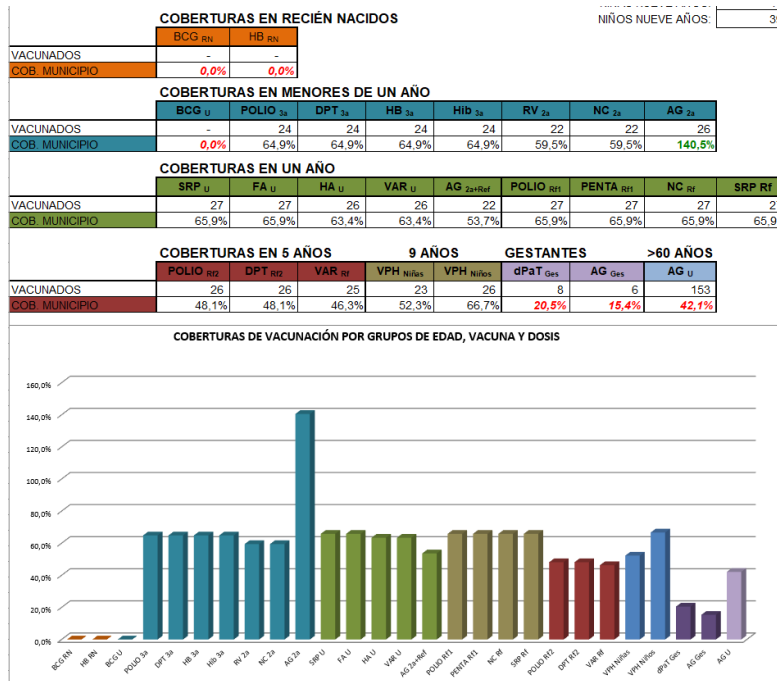 COBERTURAS EN RECIÉN NACIDOS
NIÑOS NUEVE AÑOS:
BCG RN HB RN
VACUNADOS - -
COB. MUNICIPIO 0,0% 0,0%
COBERTURAS EN MENORES DE UN AÑO
BCG U POLIO 3a DPT 3a HB 3a Hib 3a RV 2a NC 2a AG 2a
VACUNADOS - 24 24 24 24 22 22 26
COB. MUNICIPIO 0,0% 64,9% 64,9% 64,9% 64,9% 59,5% 59,5% 140,5%
COBERTURAS EN UN AÑO
SRP U FA U HA U VAR U AG 2a+Ref POLIO Rf1 PENTA Rf1 NC Rf SRP Rf
VACUNADOS 27 27 26 26 22 27 27 27
COB. MUNICIPIO 65,9% 65,9% 63,4% 63,4% 53,7% 65,9% 65,9% 65,9% 65,9
COBERTURAS EN 5 AÑOS 9 AÑOS GESTANTES >60 AÑOS
POLIO Rf2 DPT Rf2 VAR Rf VPH Niñas VPH Niños dPaT Ges AG Ges AG U
VACUNADOS 26 26 25 23 26 8 6 153
COB. MUNICIPIO 48,1% 48,1% 46,3% 52,3% 66,7% 20,5% 15,4% 42,1%
COBERTURAS DE VACUNACIÓN POR GRUPOS DE EDAD, VACUNA Y DOSIS
160,0%
140,0%
120,0%
100,0%
80,0%
60,0%
40,0%
20,0%
0,0%
BCG RN HB RN BCG U POLIO 3a DPT 3a HB 3a Hib 3a RV 2a NC 2a AG 2a SRP U FA U HA U VAR U AG 2a+Ref POLIO Rf1 PENTA Rf1 NC Rf SRP Rf POLIO Rf2 DPT Rf2 VAR Rf VPH Niñas VPH Niños dPaT Ges AG Ges AG U